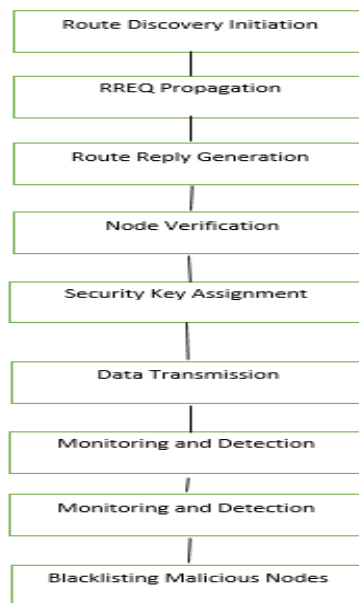 Route Discovery Initiation
RREQ Propagation
Route Reply Generation
Node Verification
Security Key Assignment
Data Transmission
Monitoring and Detection
Monitoring and Detection
Blacklisting Malicious Nodes